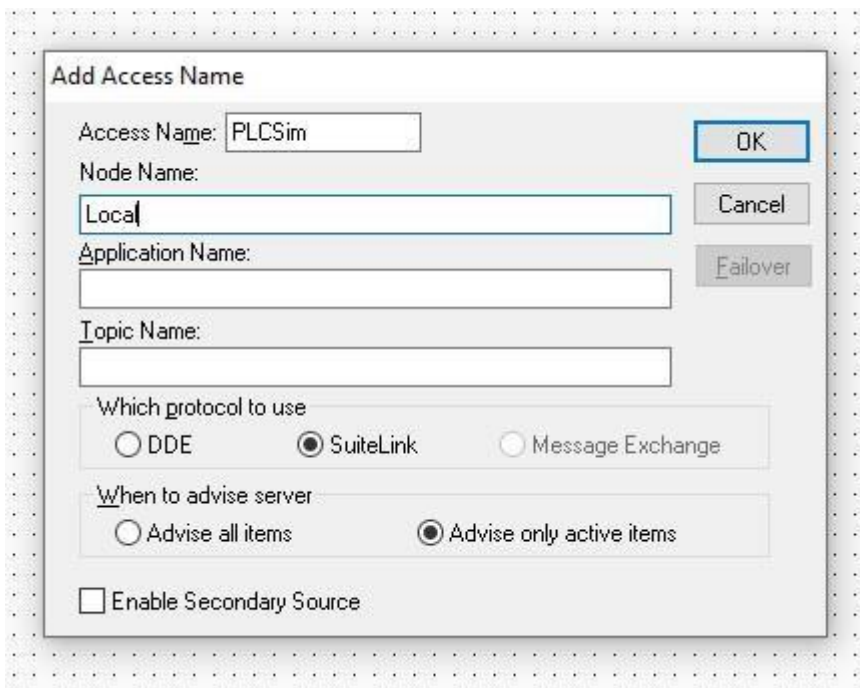 Add Access Name
Access Name: PLCSim
OK
Node Name:
Local
Cancel
Application Name:
Failover
Topic Name:
Which protocol to use
DDE SuiteLink Message Exchange
When to advise server
Advise all items Advise only active items
Enable Secondary Source